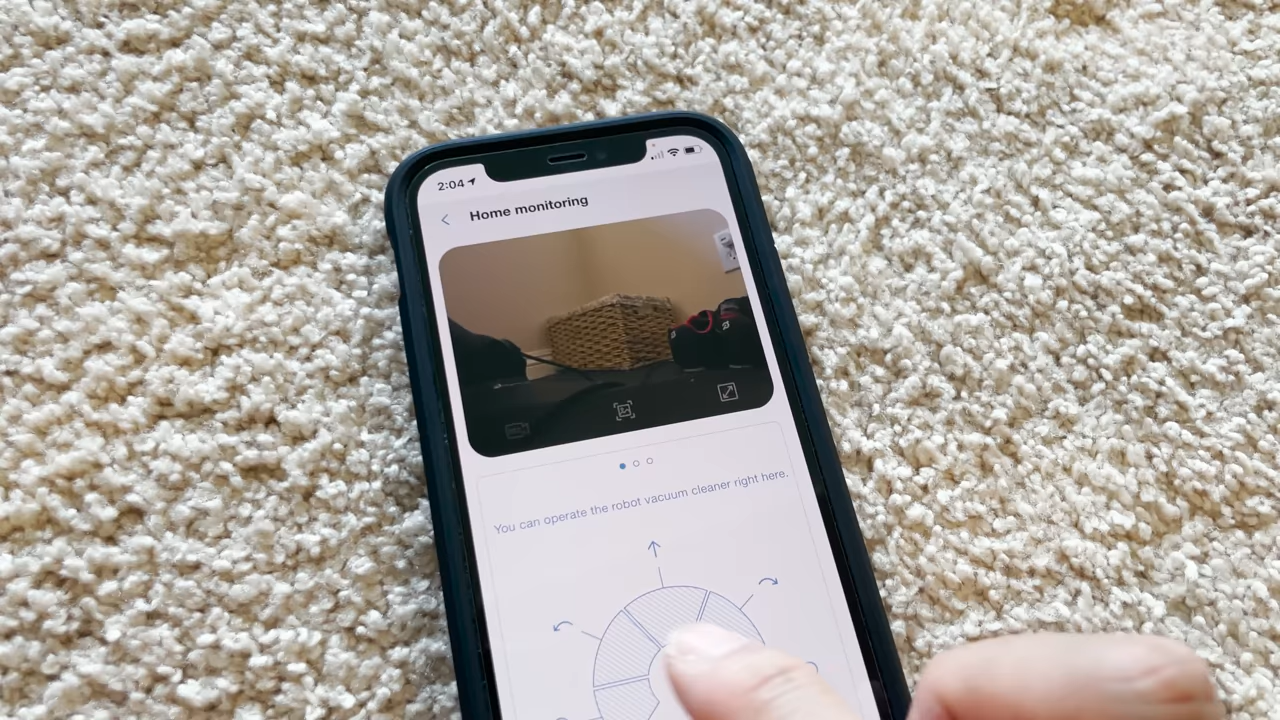 2:04
Home monitoring
You can operate the robot vacuum cleaner right here.